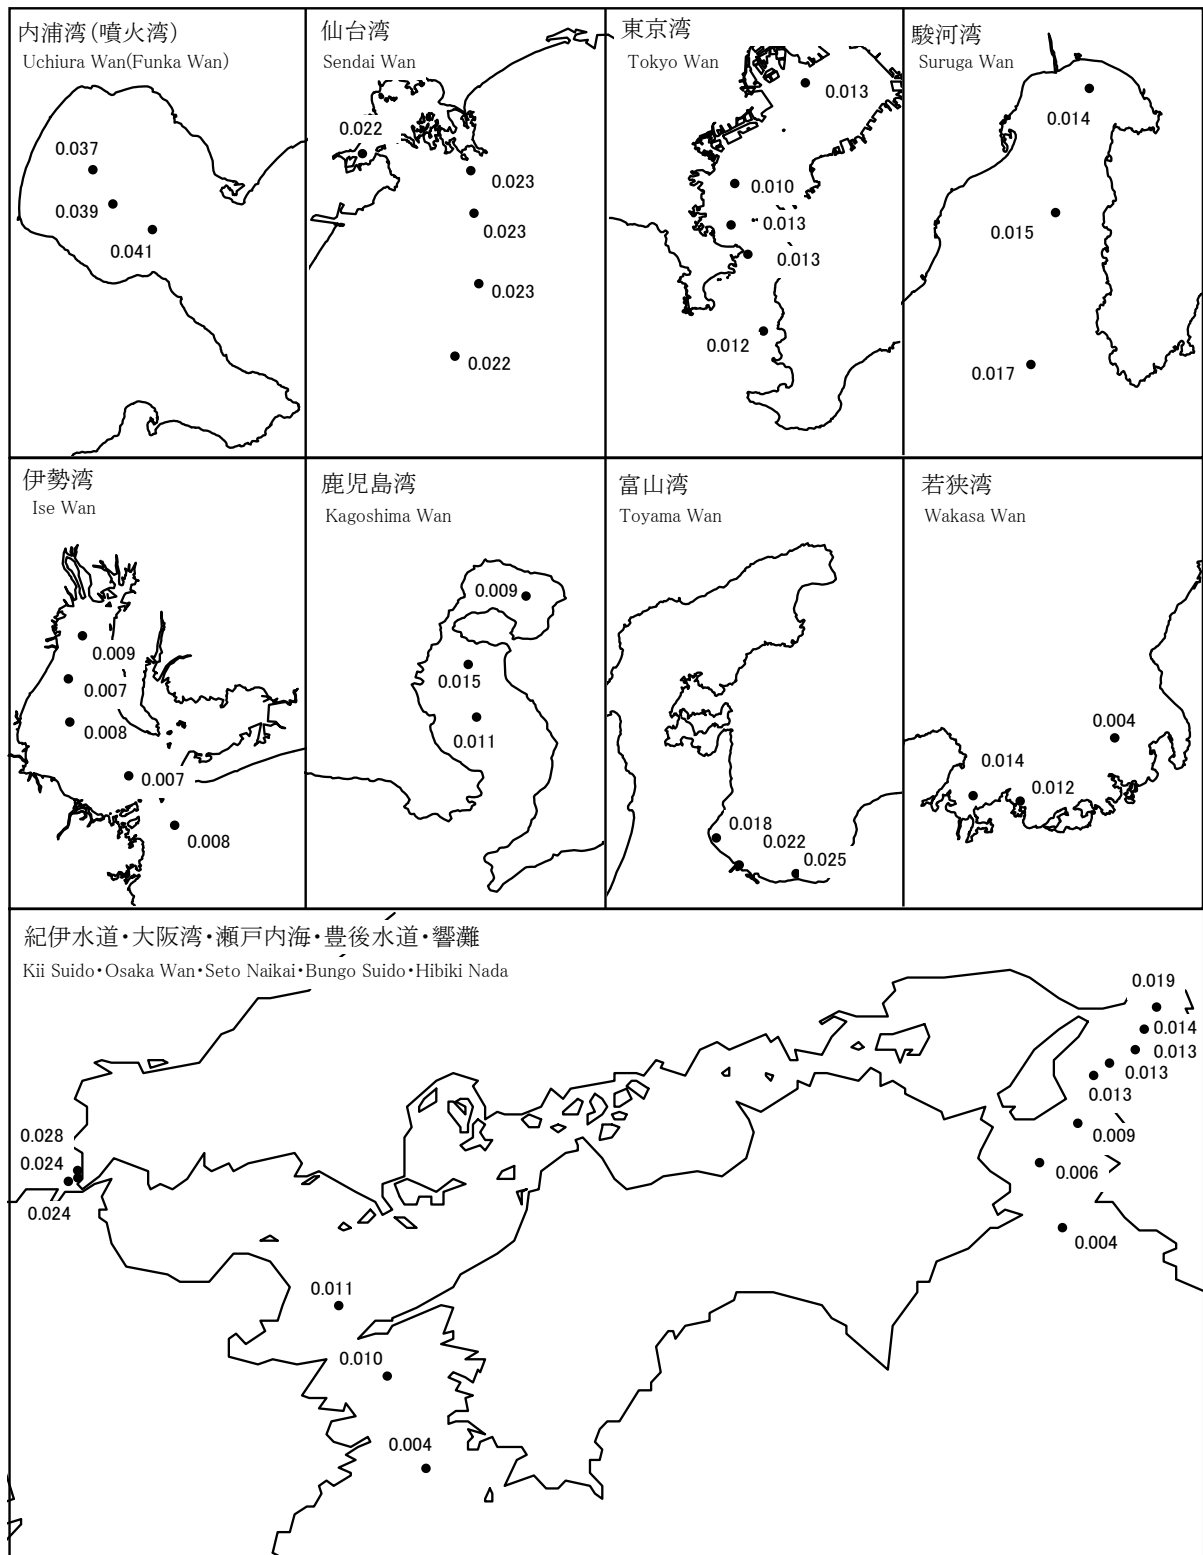 内浦湾(噴火湾)
Uchiura Wan(Funka Wan)
0.037
0.039
0.041
仙台湾
Sendai Wan
0.022
0.023
0.023
0.023
0.022
東京湾
Tokyo Wan
0.013
0.010
0.013
0.013
0.012
駿河湾
Suruga Wan
0.014
0.015
0.017
伊勢湾
Ise Wan
0.009
0.007
0.008
0.007
0.008
鹿児島湾
Kagoshima Wan
0.009
0.015
0.011
富山湾
Toyama Wan
0.018
0.022
0.025
若狭湾
Wakasa Wan
0.004
0.014
0.012
紀伊水道・大阪湾・瀬戸内海・豊後水道・響灘
Kii Suido・Osaka Wan・Seto Naikai・Bungo Suido・Hibiki Nada
0.019
0.014
0.013
0.013
0.013
0.009
0.006
0.004
0.028
0.024
0.024
0.011
0.010
0.004